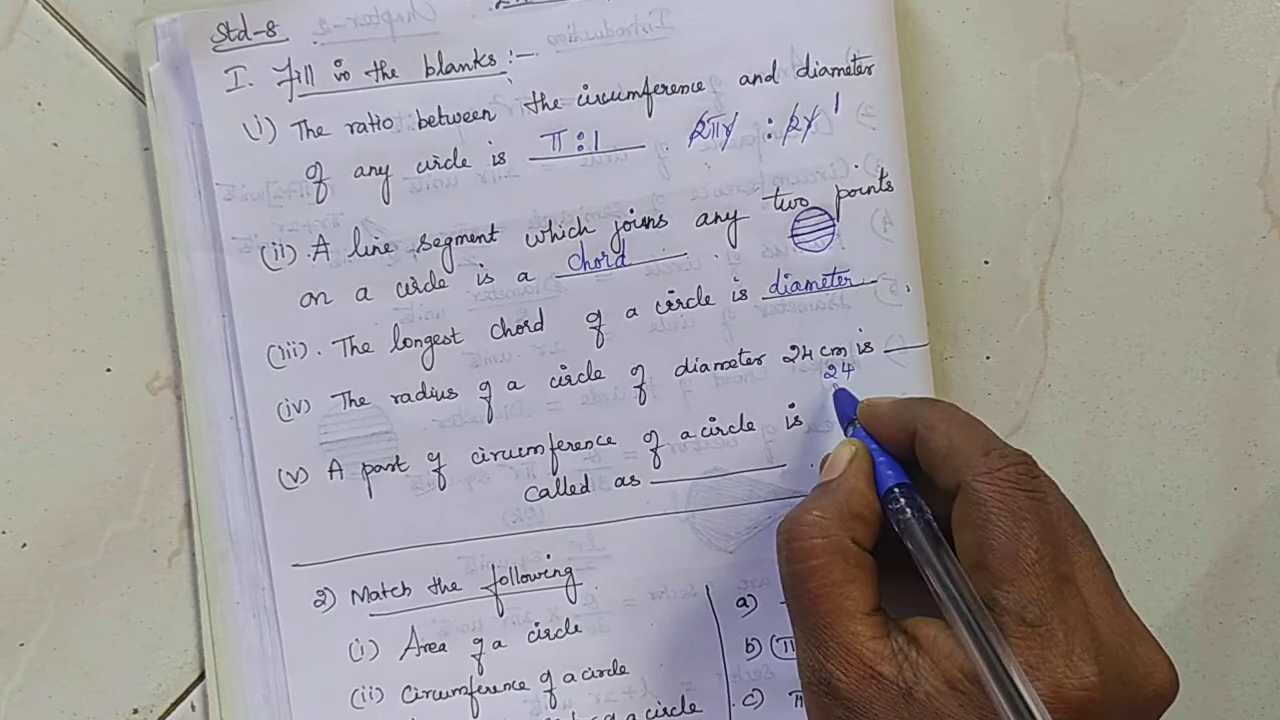 Std-8
I. Fill in the blanks :-
(i) The ratio between the circumference and diameter
of any circle is π:1 . 2πr : 2r 1
(ii) A line segment which joins any two points
on a circle is a chord .
(iii). The longest chord of a circle is diameter .
(iv) The radius of a circle of diameter 24 cm is
24
(v) A part of circumference of a circle is
called as .
2) Match the following
(i) Area of a circle a)
(ii) Circumference of a circle b) (π
of a circle c) π